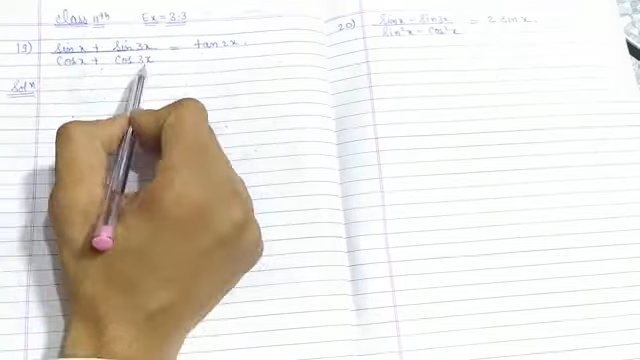 Class 11th Ex = 3.3
19) sin x + sin 3x = tan 2x.
cos x + cos 3x
Solⁿ
20) sin x - sin 3x = 2 sin x.
sin²x - cos²x